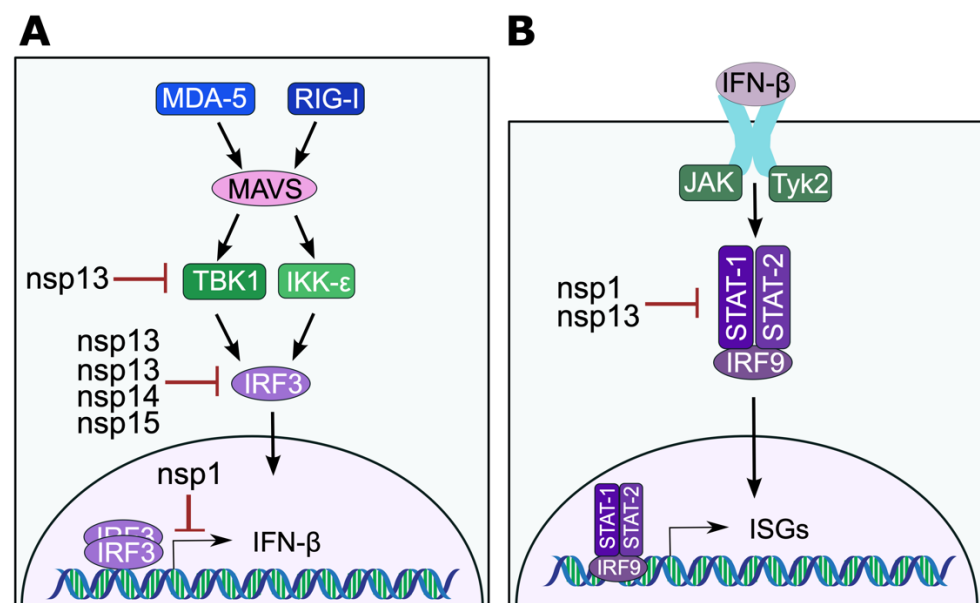 A
MDA-5
RIG-I
MAVS
nsp13
TBK1
IKK-ε
nsp13
nsp13
nsp14
nsp15
IRF3
nsp1
IRF3
IRF3
IFN-β
B
IFN-β
JAK
Tyk2
nsp1
nsp13
STAT-1
STAT-2
IRF9
STAT-1
STAT-2
IRF9
ISGs